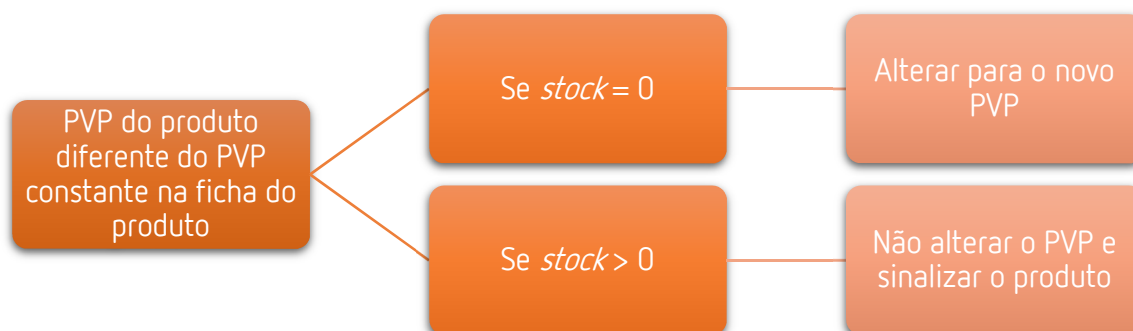 PVP do produto
diferente do PVP
constante na ficha do
produto
Se stock = 0
Alterar para o novo
PVP
Se stock > 0
Não alterar o PVP e
sinalizar o produto